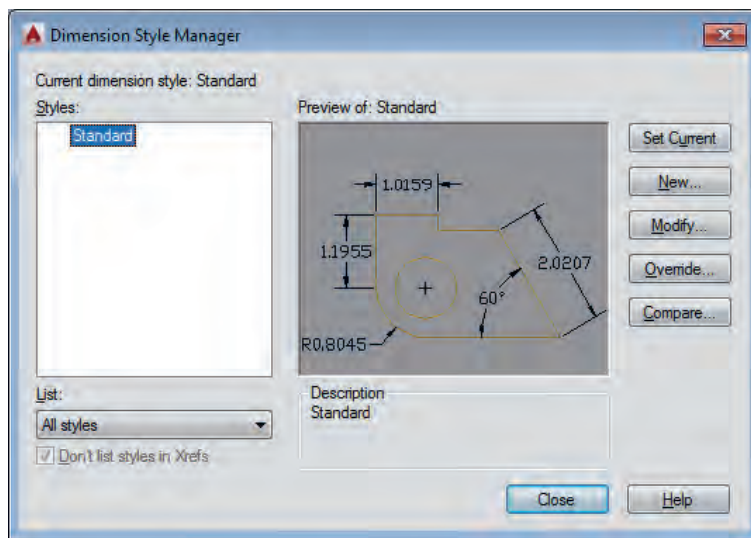 Dimension Style Manager
Current dimension style: Standard
Styles:
Standard
Preview of: Standard
1.0159
1.1955
2.0207
60°
R0.8045
Set Current
New...
Modify...
Override...
Compare...
List:
All styles
Don't list styles in Xrefs
Description
Standard
Close
Help